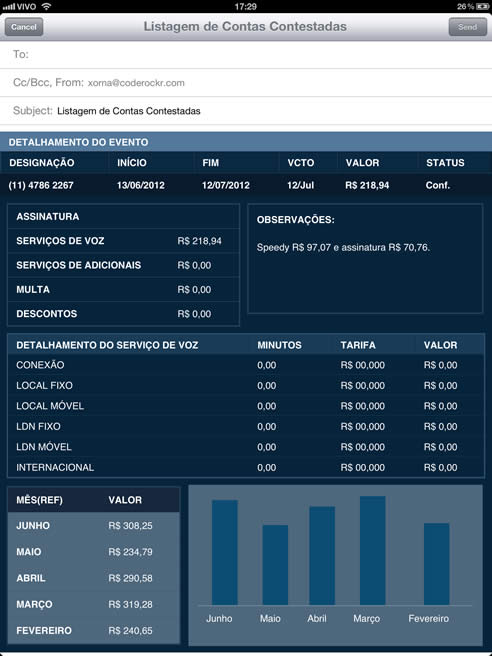 VIVO 17:29 26%
Cancel Listagem de Contas Contestadas Send
To:
Cc/Bcc, From: xorna@coderockr.com
Subject: Listagem de Contas Contestadas
DETALHAMENTO DO EVENTO
DESIGNAÇÃO INÍCIO FIM VCTO VALOR STATUS
(11) 4786 2267 13/06/2012 12/07/2012 12/Jul R$ 218,94 Conf.
ASSINATURA
SERVIÇOS DE VOZ R$ 218,94
SERVIÇOS DE ADICIONAIS R$ 0,00
MULTA R$ 0,00
DESCONTOS R$ 0,00
OBSERVAÇÕES:
Speedy R$ 97,07 e assinatura R$ 70,76.
DETALHAMENTO DO SERVIÇO DE VOZ MINUTOS TARIFA VALOR
CONEXÃO 0,00 R$ 00,000 R$ 0,00
LOCAL FIXO 0,00 R$ 00,000 R$ 0,00
LOCAL MÓVEL 0,00 R$ 00,000 R$ 0,00
LDN FIXO 0,00 R$ 00,000 R$ 0,00
LDN MÓVEL 0,00 R$ 00,000 R$ 0,00
INTERNACIONAL 0,00 R$ 00,000 R$ 0,00
MÊS(REF) VALOR
JUNHO R$ 308,25
MAIO R$ 234,79
ABRIL R$ 290,58
MARÇO R$ 319,28
FEVEREIRO R$ 240,65
Junho Maio Abril Março Fevereiro